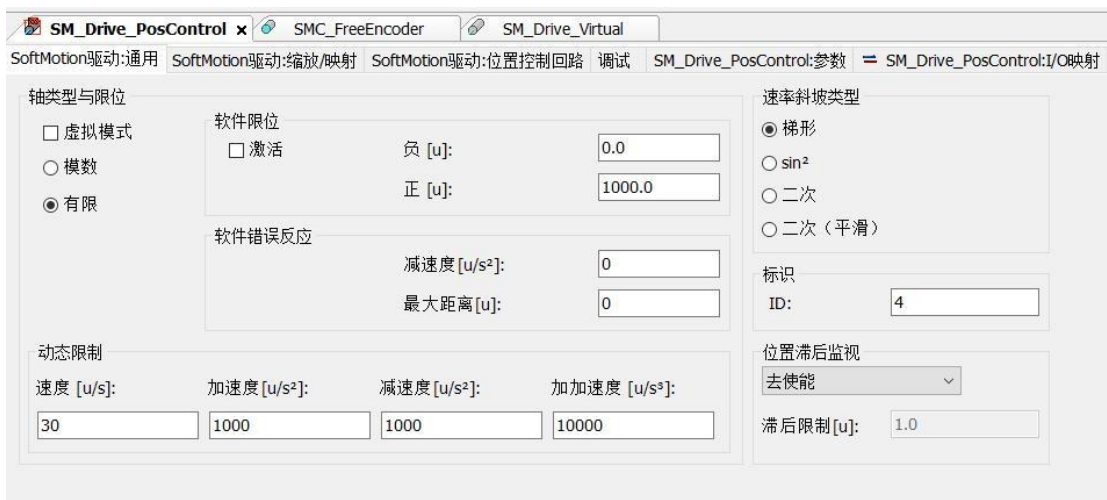 SM_Drive_PosControl x SMC_FreeEncoder SM_Drive_Virtual
SoftMotion驱动:通用 SoftMotion驱动:缩放/映射 SoftMotion驱动:位置控制回路 调试 SM_Drive_PosControl:参数 SM_Drive_PosControl:I/O映射
轴类型与限位
虚拟模式
模数
有限
软件限位
激活
负 [u]: 0.0
正 [u]: 1000.0
软件错误反应
减速度[u/s²]: 0
最大距离[u]: 0
动态限制
速度 [u/s]: 加速度[u/s²]: 减速度[u/s²]: 加加速度 [u/s³]:
30 1000 1000 10000
速率斜坡类型
梯形
sin²
二次
二次（平滑）
标识
ID: 4
位置滞后监视
去使能
滞后限制[u]: 1.0